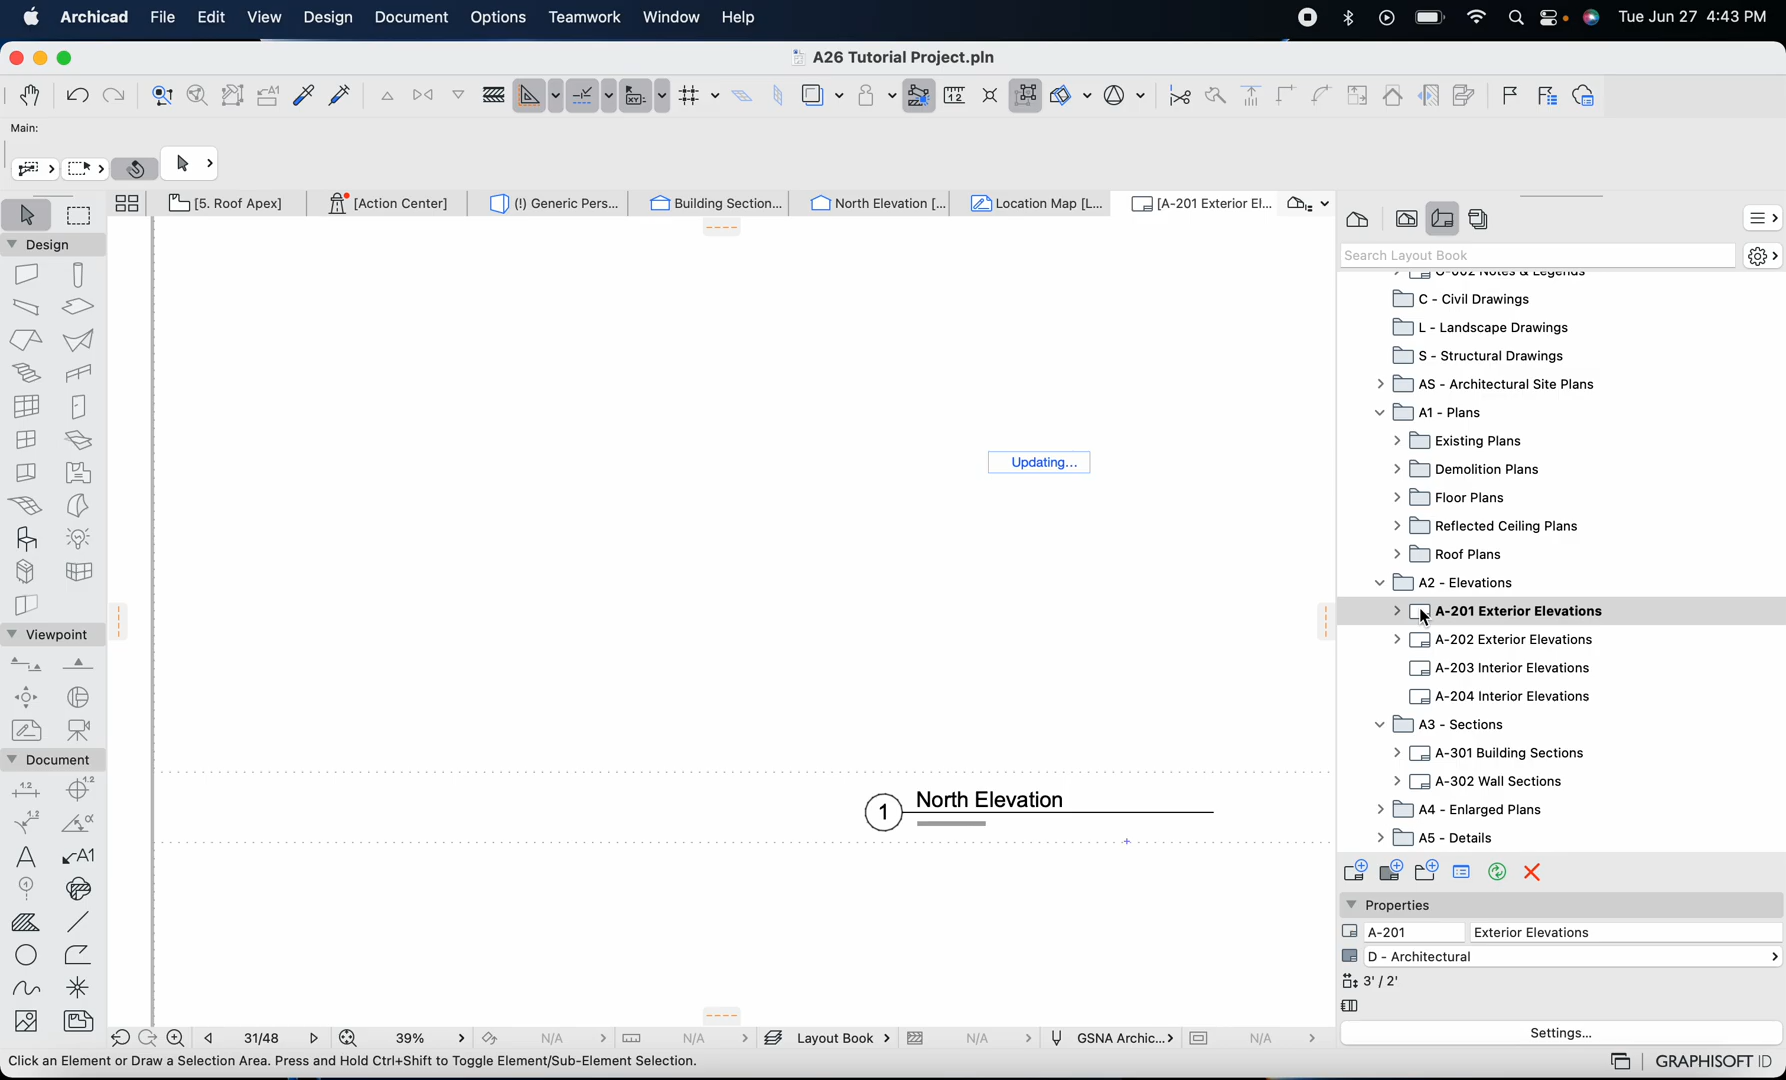 Archicad File Edit View Design Document Options Teamwork Window Help Tue Jun 27 4:43 PM
A26 Tutorial Project.pln
Main:
[5. Roof Apex] [Action Center] (!) Generic Pers... Building Section... North Elevation [... Location Map [L... [A-201 Exterior El...
Design
Viewpoint
Document
Updating...
1 North Elevation
Search Layout Book
C - Civil Drawings
L - Landscape Drawings
S - Structural Drawings
AS - Architectural Site Plans
A1 - Plans
Existing Plans
Demolition Plans
Floor Plans
Reflected Ceiling Plans
Roof Plans
A2 - Elevations
A-201 Exterior Elevations
A-202 Exterior Elevations
A-203 Interior Elevations
A-204 Interior Elevations
A3 - Sections
A-301 Building Sections
A-302 Wall Sections
A4 - Enlarged Plans
A5 - Details
Properties
A-201 Exterior Elevations
D - Architectural
3' / 2'
Settings...
31/48 39% N/A N/A Layout Book N/A GSNA Archic... N/A
Click an Element or Draw a Selection Area. Press and Hold Ctrl+Shift to Toggle Element/Sub-Element Selection.
GRAPHISOFT ID